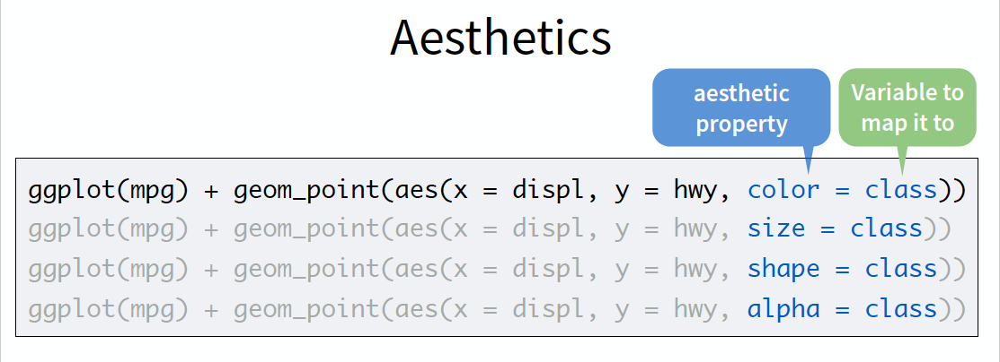 Aesthetics
aesthetic
property
Variable to
map it to
ggplot(mpg) + geom_point(aes(x = displ, y = hwy, color = class))
ggplot(mpg) + geom_point(aes(x = displ, y = hwy, size = class))
ggplot(mpg) + geom_point(aes(x = displ, y = hwy, shape = class))
ggplot(mpg) + geom_point(aes(x = displ, y = hwy, alpha = class))